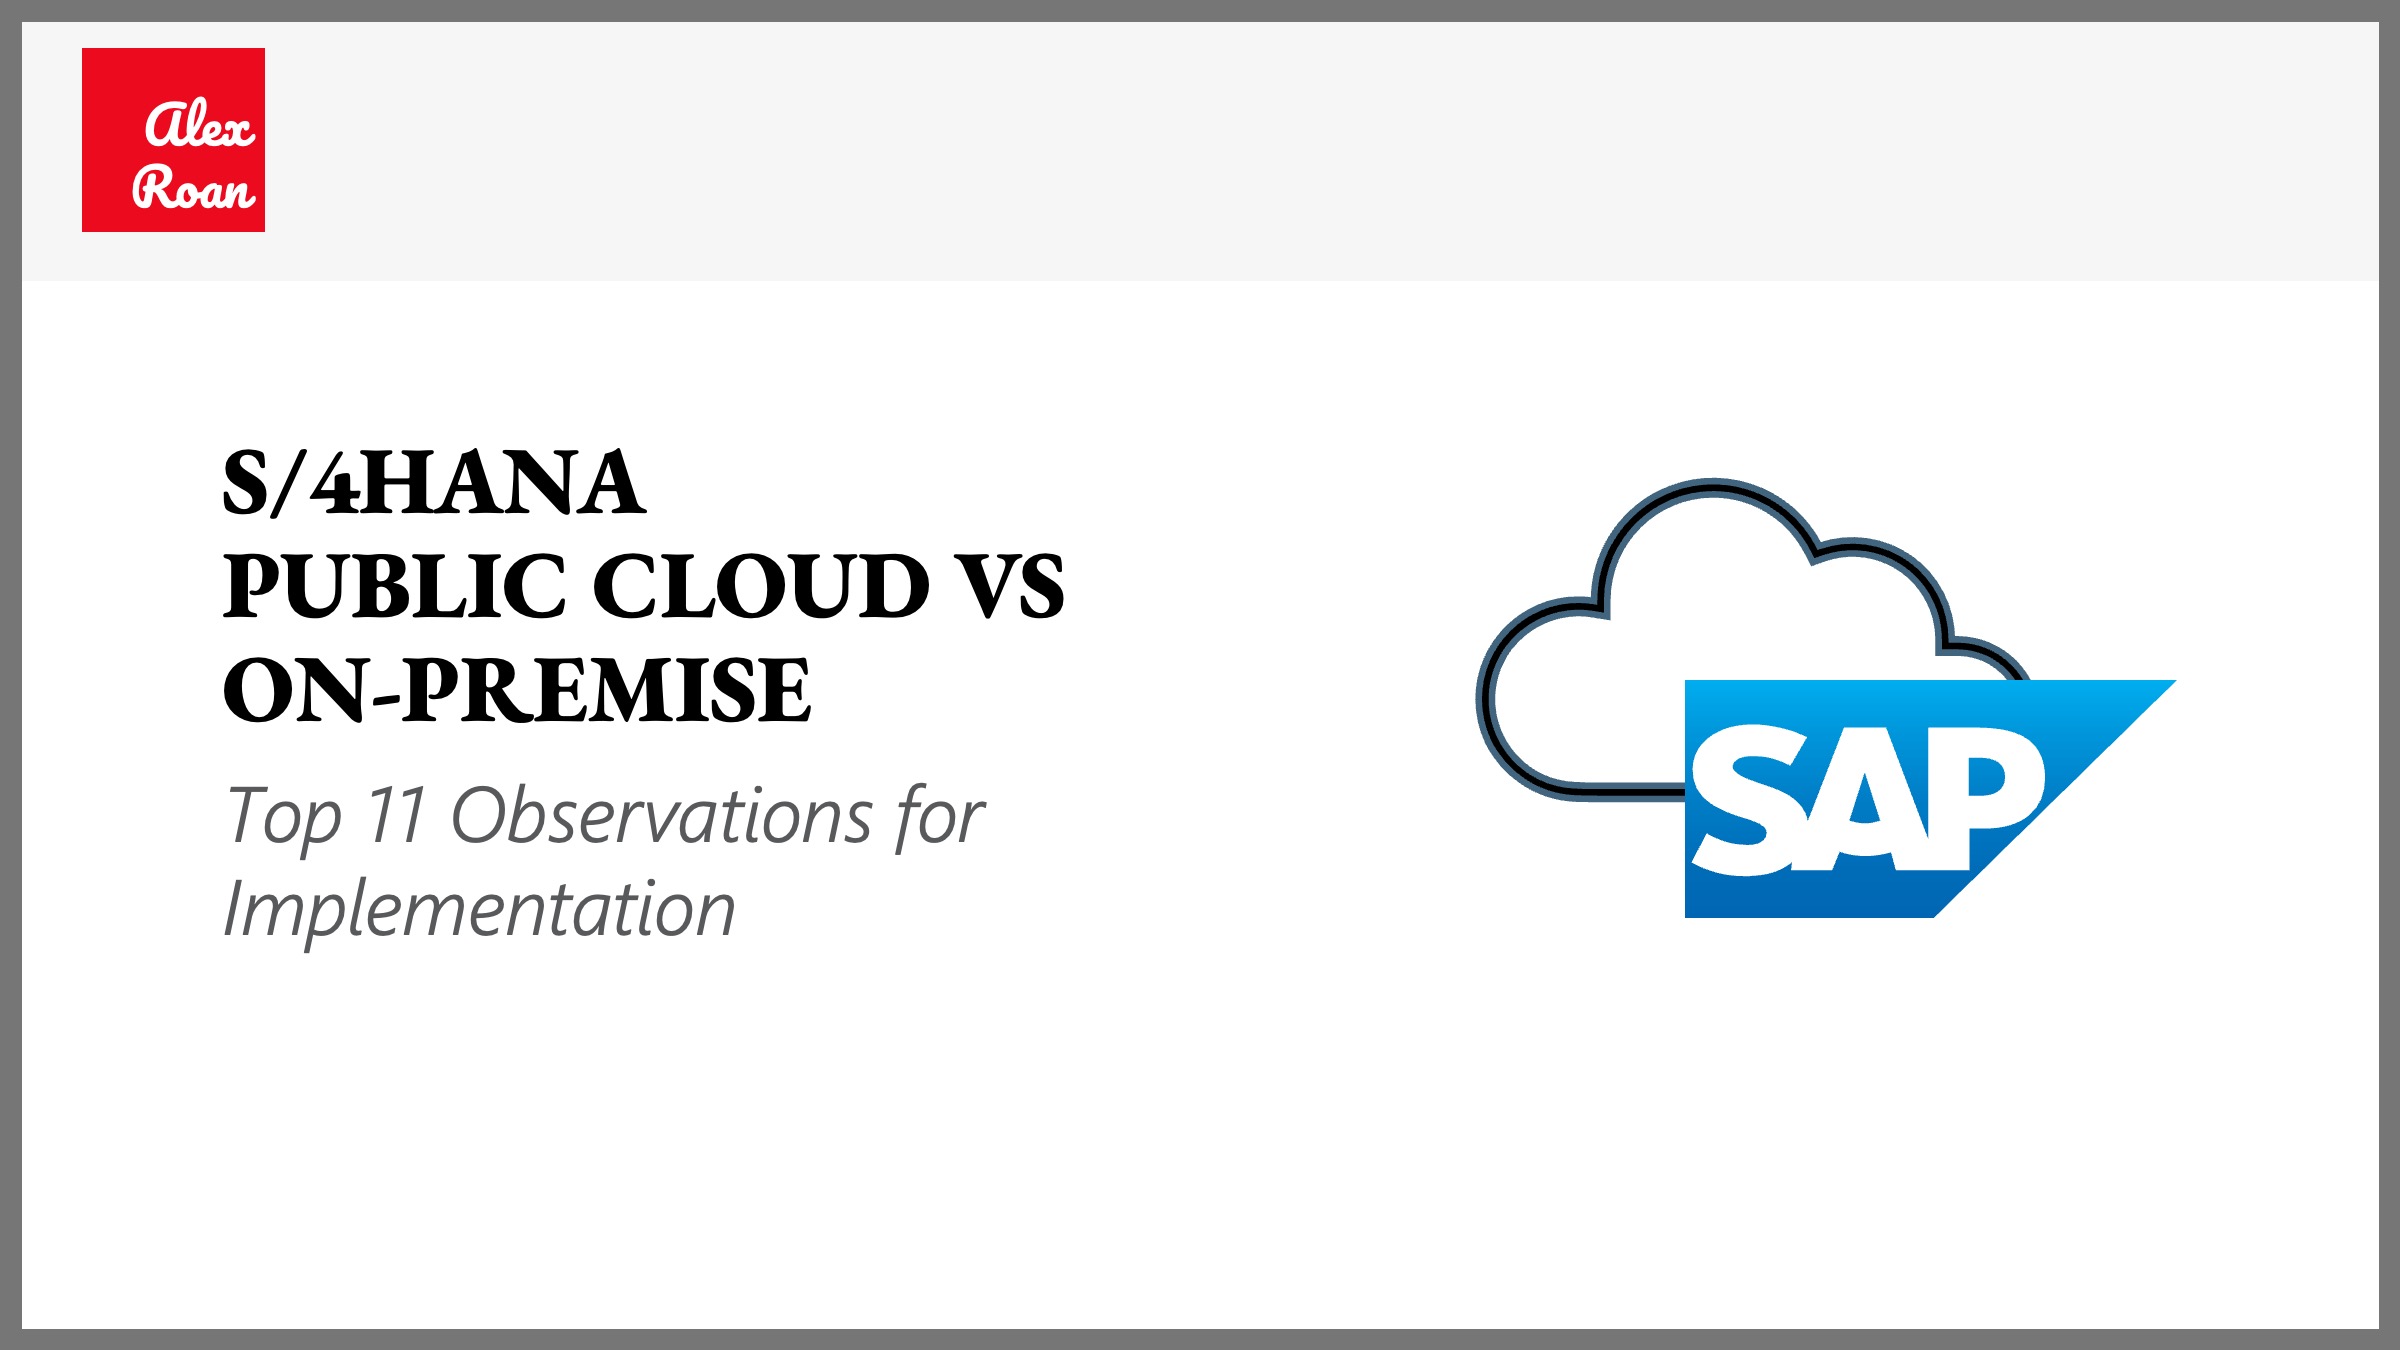 Alex
Roan
S/4HANA
PUBLIC CLOUD VS
ON-PREMISE
Top 11 Observations for
Implementation
SAP